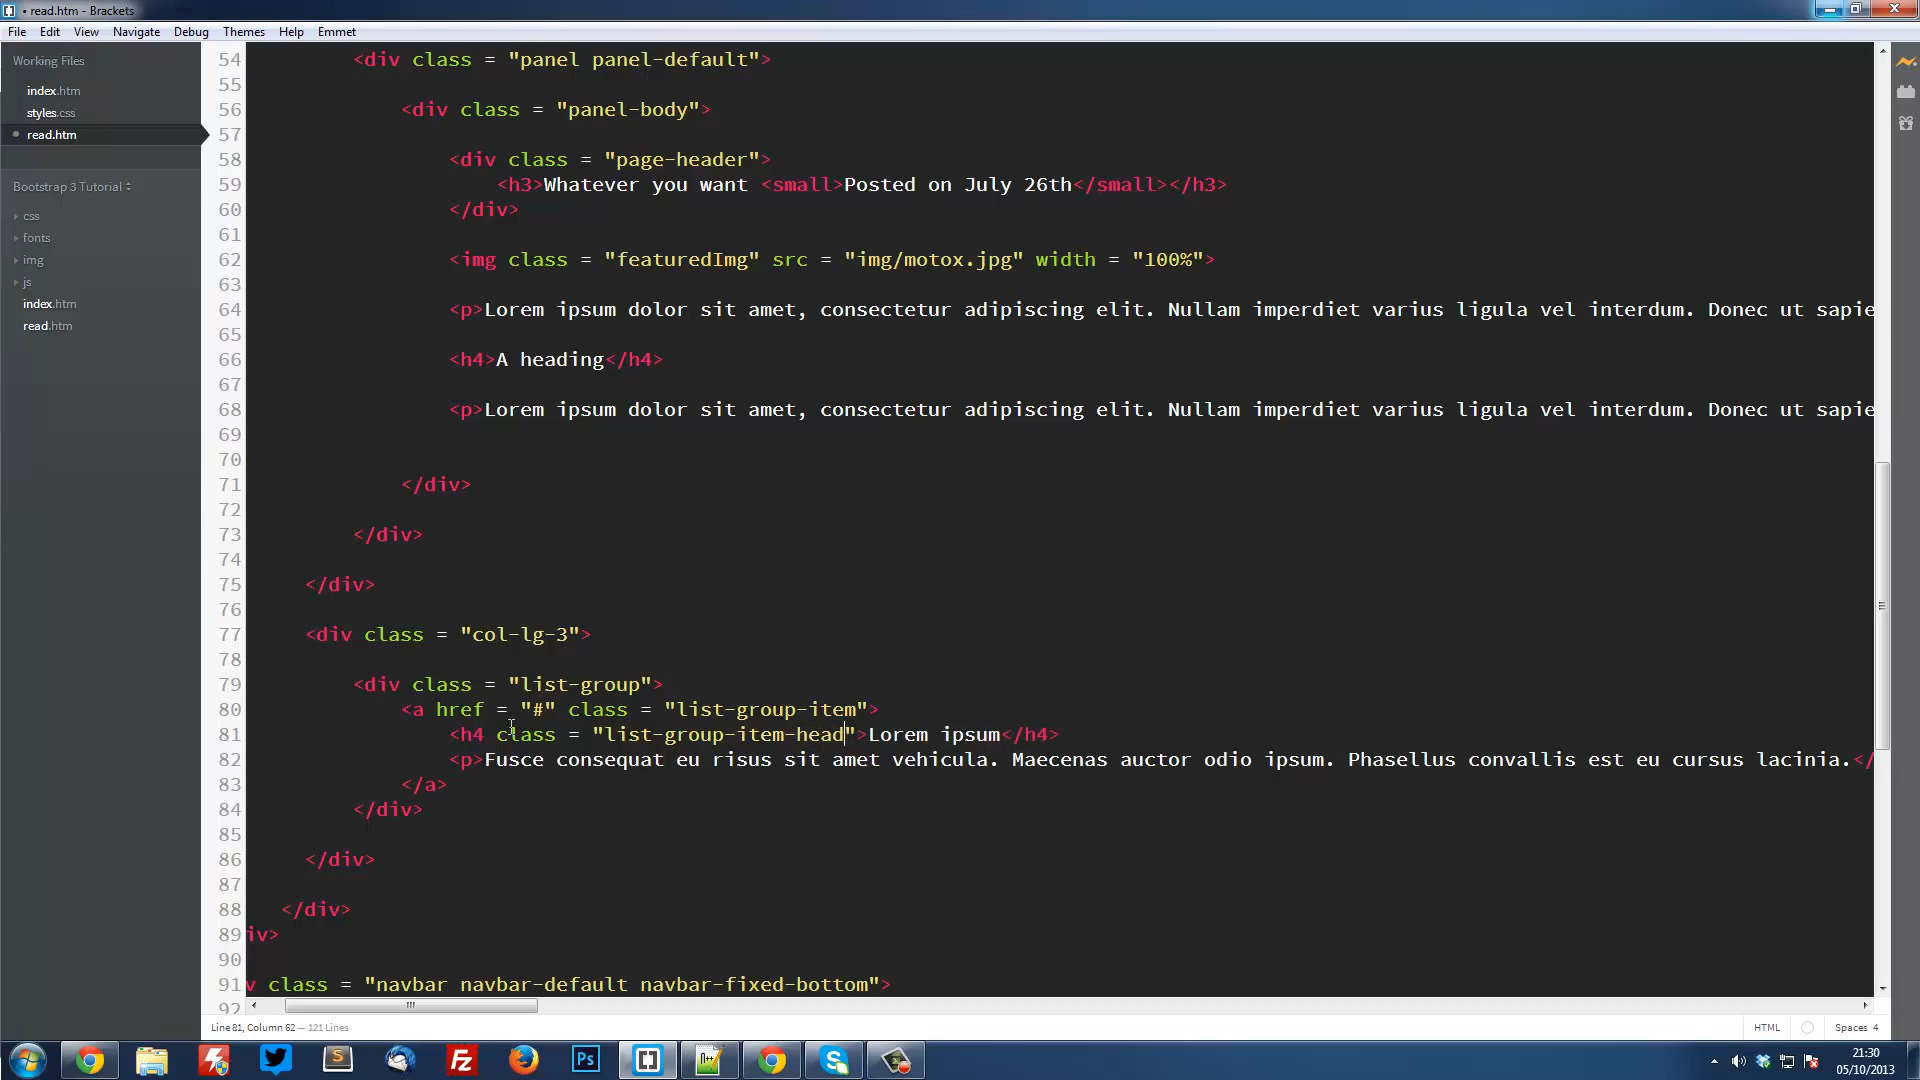 • read.htm - Brackets
File Edit View Navigate Debug Themes Help Emmet
Working Files
index.htm
styles.css
read.htm
Bootstrap 3 Tutorial
css
fonts
img
js
index.htm
read.htm
54 <div class = "panel panel-default">
55
56 <div class = "panel-body">
57
58 <div class = "page-header">
59 <h3>Whatever you want <small>Posted on July 26th</small></h3>
60 </div>
61
62 <img class = "featuredImg" src = "img/motox.jpg" width = "100%">
63
64 <p>Lorem ipsum dolor sit amet, consectetur adipiscing elit. Nullam imperdiet varius ligula vel interdum. Donec ut sapie
65
66 <h4>A heading</h4>
67
68 <p>Lorem ipsum dolor sit amet, consectetur adipiscing elit. Nullam imperdiet varius ligula vel interdum. Donec ut sapie
69
70
71 </div>
72
73 </div>
74
75 </div>
76
77 <div class = "col-lg-3">
78
79 <div class = "list-group">
80 <a href = "#" class = "list-group-item">
81 <h4 class = "list-group-item-head">Lorem ipsum</h4>
82 <p>Fusce consequat eu risus sit amet vehicula. Maecenas auctor odio ipsum. Phasellus convallis est eu cursus lacinia.</
83 </a>
84 </div>
85
86 </div>
87
88 </div>
89 iv>
90
91 v class = "navbar navbar-default navbar-fixed-bottom">
92
Line 81, Column 62 — 121 Lines
HTML
Spaces 4
Ps
21:30
05/10/2013